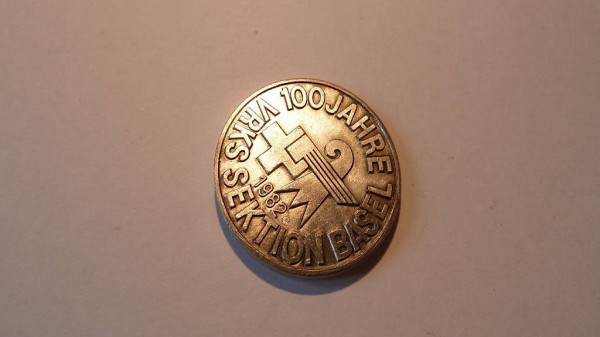 100 JAHRE
VRKS SEKTION BASEL
1982